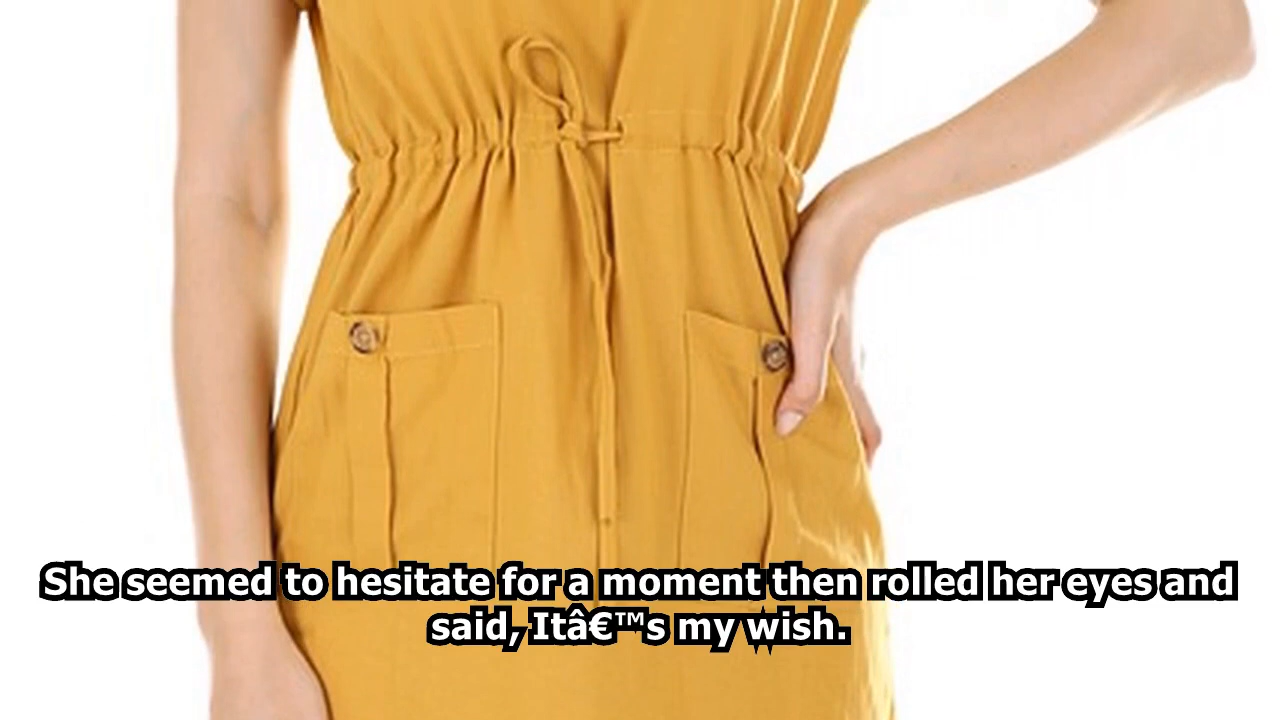 She seemed to hesitate for a moment then rolled her eyes and
said, Itâ€™s my wish.